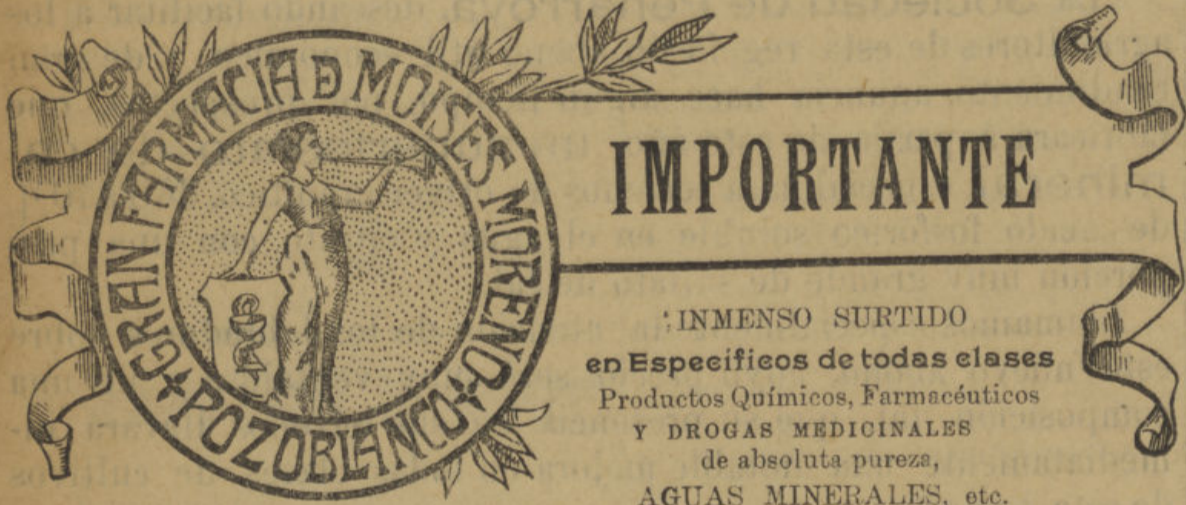 GRAN FARMACIA D MOISES MORENO
POZOBLANCO
IMPORTANTE
INMENSO SURTIDO
en Especificos de todas clases
Productos Químicos, Farmacéuticos
Y DROGAS MEDICINALES
de absoluta pureza,
AGUAS MINERALES, etc.